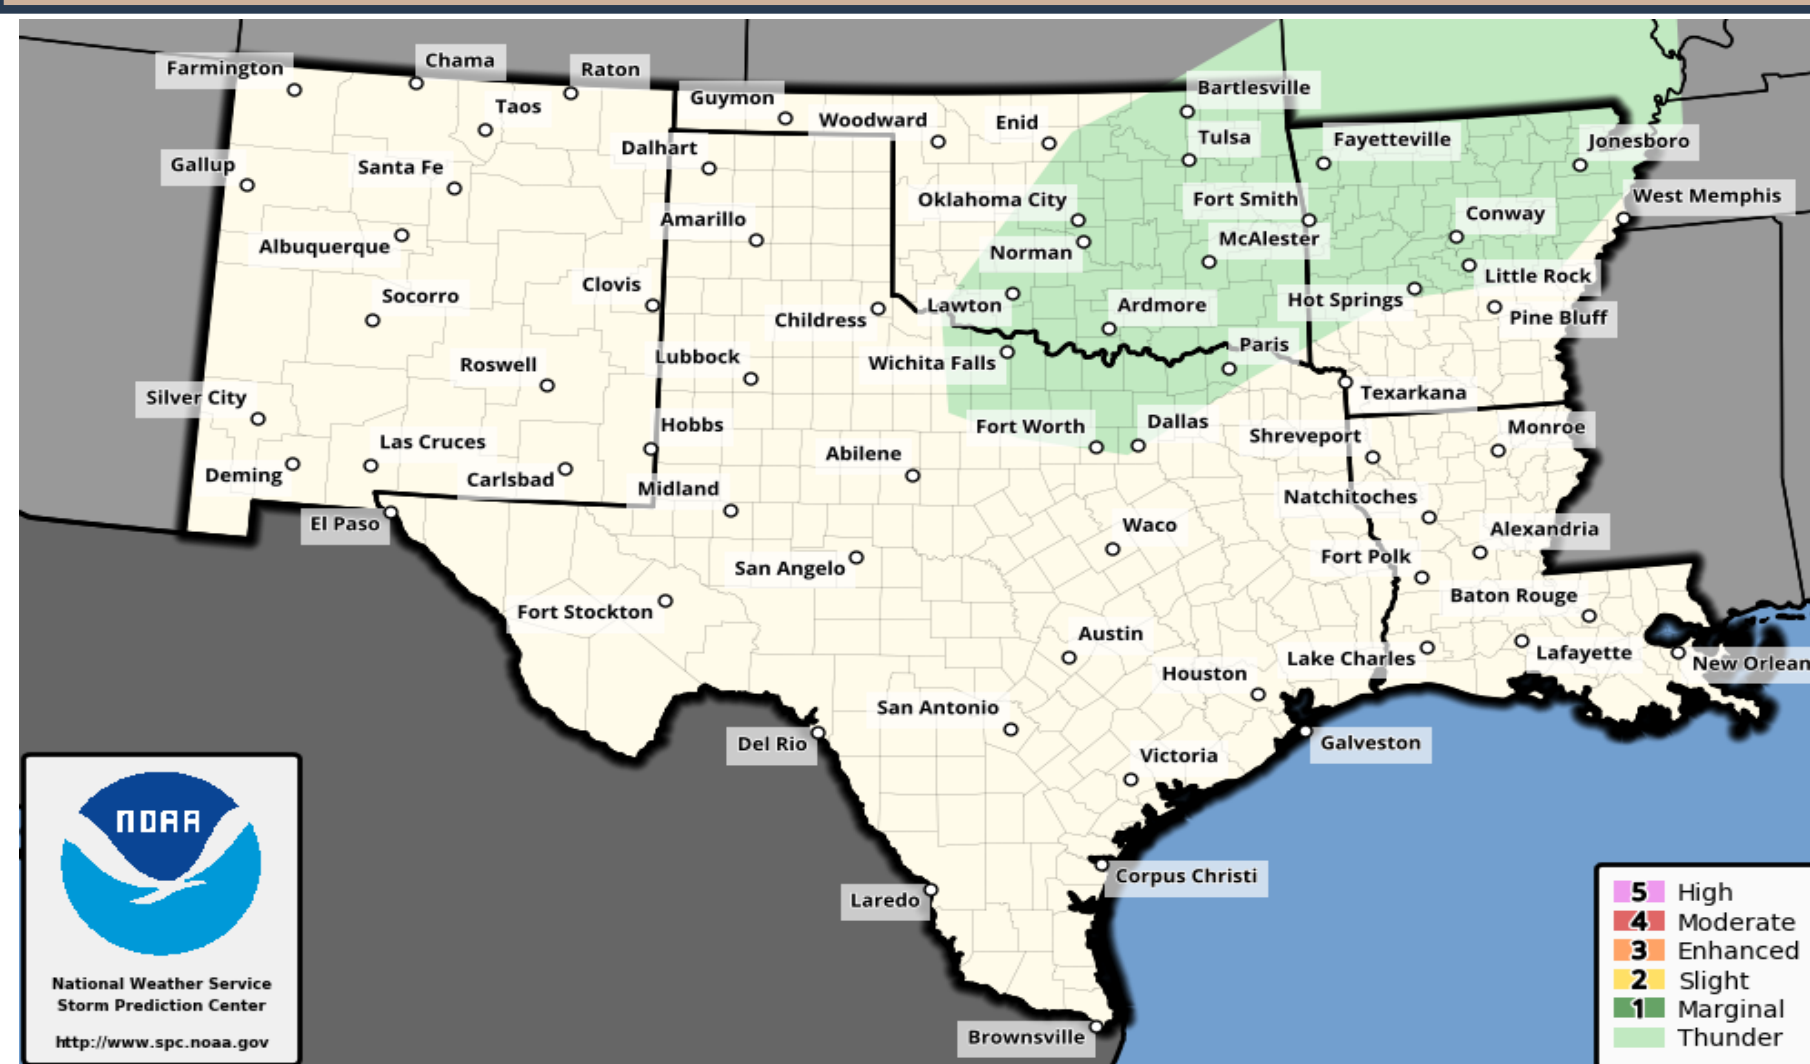 Farmington
Chama
Raton
Guymon
Bartlesville
Taos
Woodward
Enid
Tulsa
Fayetteville
Jonesboro
Gallup
Santa Fe
Dalhart
Oklahoma City
Fort Smith
Conway
West Memphis
Albuquerque
Amarillo
Norman
McAlester
Little Rock
Socorro
Clovis
Childress
Lawton
Ardmore
Hot Springs
Pine Bluff
Roswell
Lubbock
Wichita Falls
Paris
Texarkana
Silver City
Las Cruces
Hobbs
Abilene
Fort Worth
Dallas
Shreveport
Monroe
Deming
Carlsbad
Midland
Natchitoches
El Paso
San Angelo
Waco
Fort Polk
Alexandria
Fort Stockton
Austin
Baton Rouge
Houston
Lake Charles
Lafayette
New Orlean
San Antonio
Del Rio
Victoria
Galveston
Laredo
Corpus Christi
Brownsville
NOAA
National Weather Service
Storm Prediction Center
http://www.spc.noaa.gov
5 High
4 Moderate
3 Enhanced
2 Slight
1 Marginal
Thunder